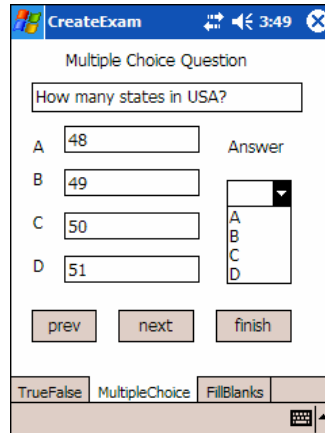 CreateExam 3:49
Multiple Choice Question
How many states in USA?
A 48 Answer
B 49
C 50
D 51
A
B
C
D
prev next finish
TrueFalse MultipleChoice FillBlanks